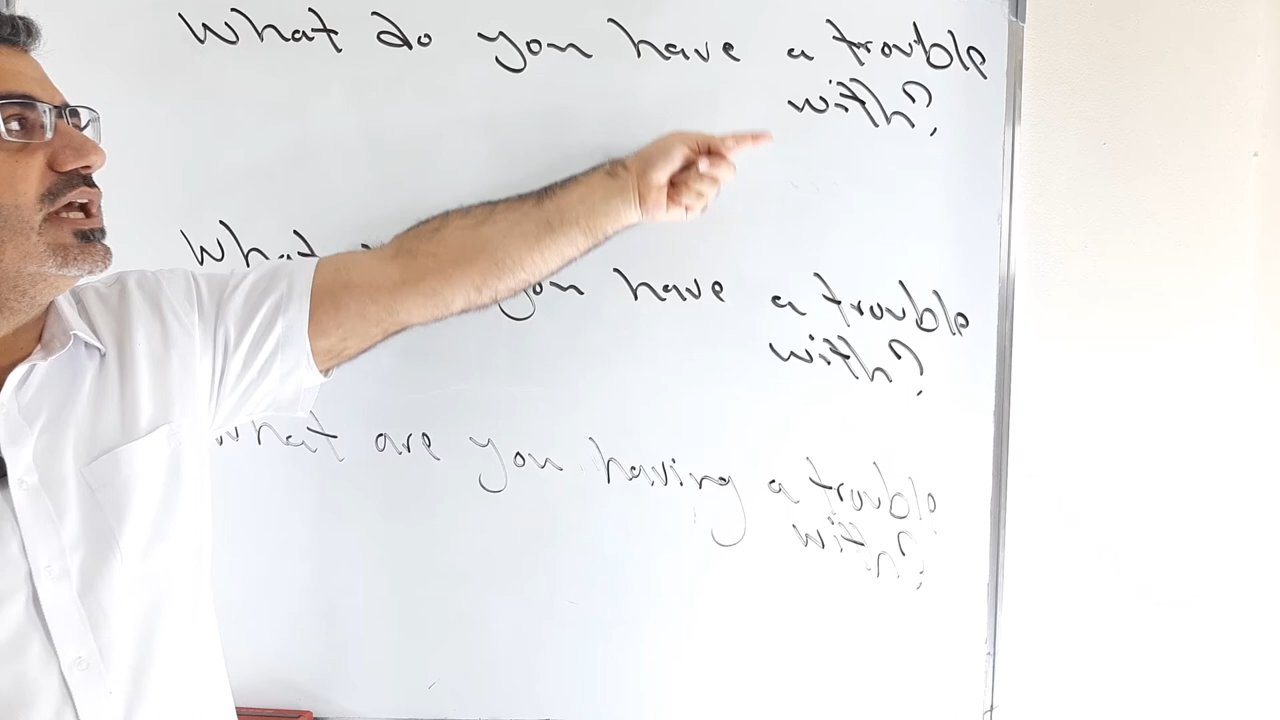 What do you have a trouble
with?
What you have a trouble
with?
What are you having a trouble
with?